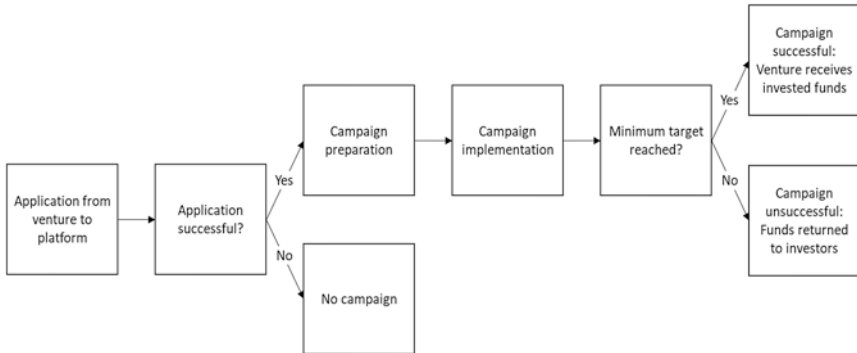 Application from
venture to
platform
Application
successful?
Yes
No
Campaign
preparation
No campaign
Campaign
implementation
Minimum target
reached?
Yes
No
Campaign
successful:
Venture receives
invested funds
Campaign
unsuccessful:
Funds returned
to investors